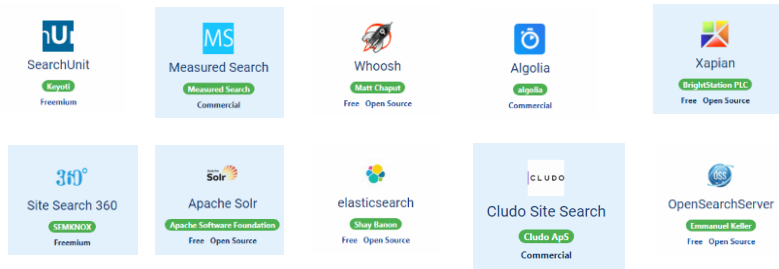 nUr
SearchUnit
Keyoti
Freemium
MS
Measured Search
Measured Search
Commercial
Whoosh
Matt Chaput
Free Open Source
Algolia
algolia
Commercial
Xapian
BrightStation PLC
Free Open Source
360°
Site Search 360
SEMKNOX
Freemium
Solr
Apache Solr
Apache Software Foundation
Free Open Source
elasticsearch
Shay Banon
Free Open Source
CLUDO
Cludo Site Search
Cludo ApS
Commercial
OSS
OpenSearchServer
Emmanuel Keller
Free Open Source